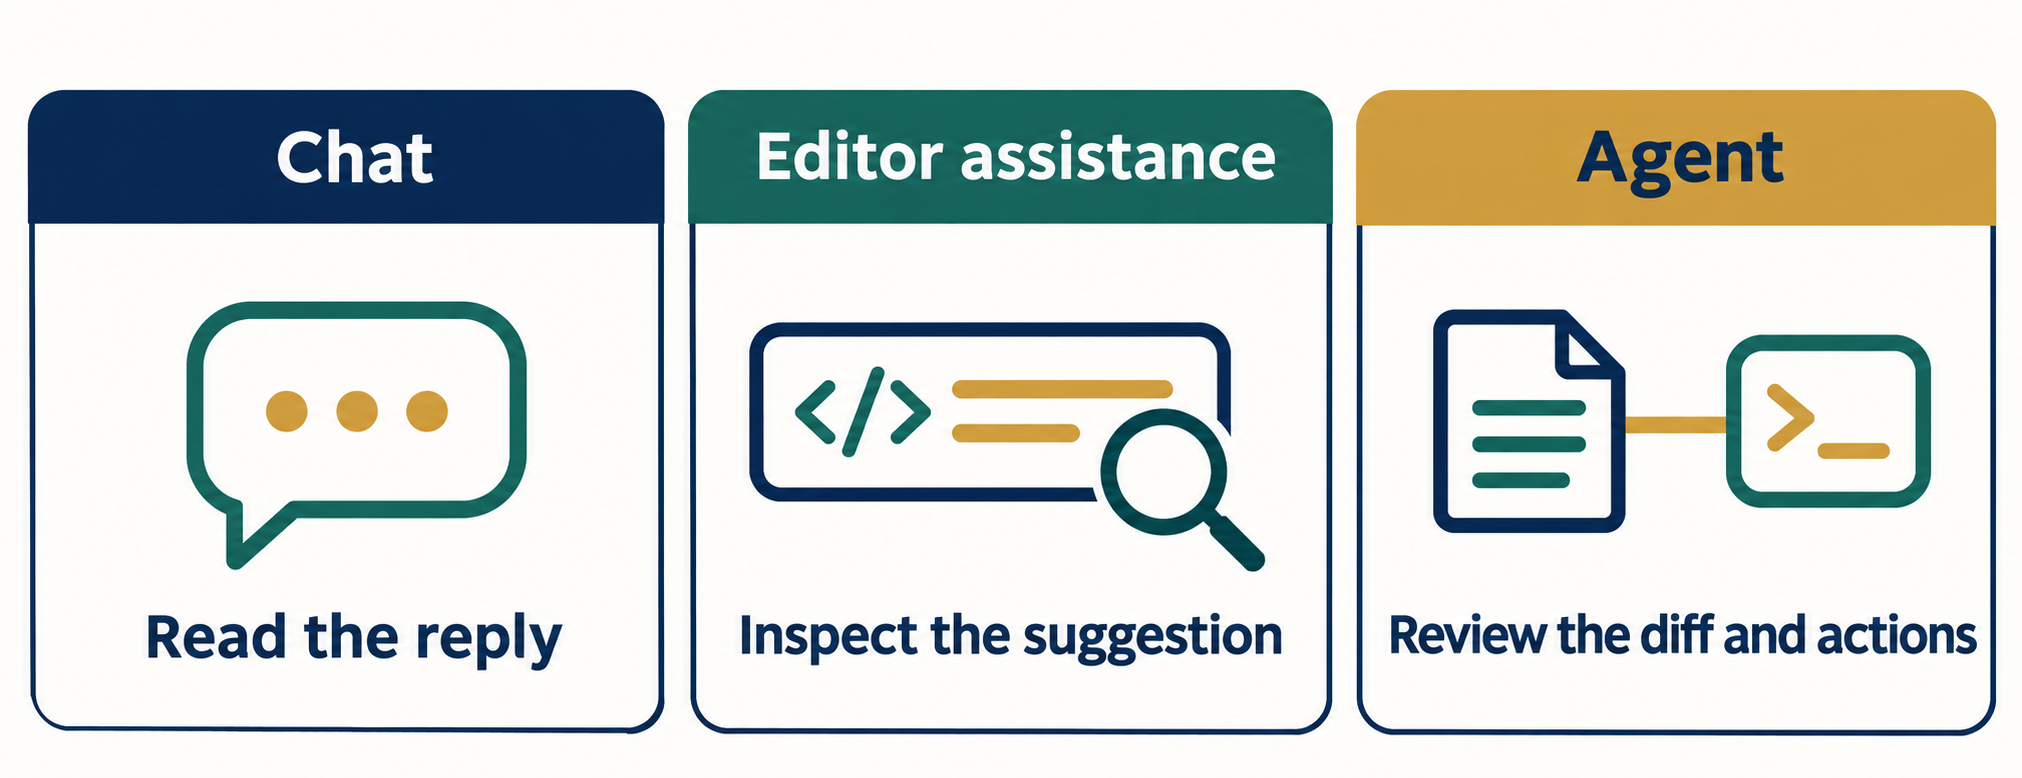 Chat
Editor assistance
Agent
</>
>_
Read the reply
Inspect the suggestion
Review the diff and actions